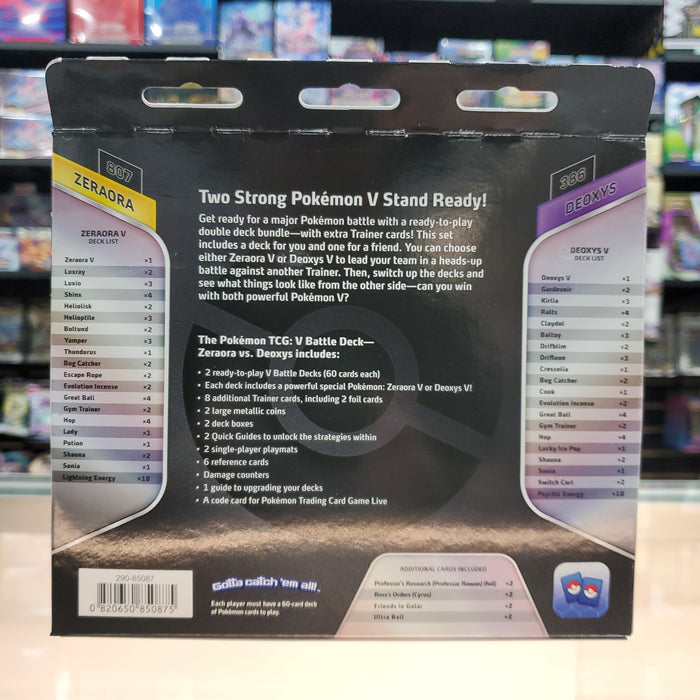 807
ZERAORA
ZERAORA V
DECK LIST
Zeraora V ×1
Luxray ×2
Luxio ×3
Shinx ×4
Heliolisk ×2
Helioptile ×3
Boltund ×2
Yamper ×3
Thundurus ×1
Bug Catcher ×2
Escape Rope ×2
Evolution Incense ×2
Great Ball ×4
Gym Trainer ×2
Hop ×4
Lady ×1
Potion ×1
Shauna ×2
Sonia ×1
Lightning Energy ×18
Two Strong Pokémon V Stand Ready!
Get ready for a major Pokémon battle with a ready-to-play
double deck bundle—with extra Trainer cards! This set
includes a deck for you and one for a friend. You can choose
either Zeraora V or Deoxys V to lead your team in a heads-up
battle against another Trainer. Then, switch up the decks and
see what things look like from the other side—can you win
with both powerful Pokémon V?
The Pokémon TCG: V Battle Deck—
Zeraora vs. Deoxys includes:
• 2 ready-to-play V Battle Decks (60 cards each)
• Each deck includes a powerful special Pokémon: Zeraora V or Deoxys V!
• 8 additional Trainer cards, including 2 foil cards
• 2 large metallic coins
• 2 deck boxes
• 2 Quick Guides to unlock the strategies within
• 2 single-player playmats
• 6 reference cards
• Damage counters
• 1 guide to upgrading your decks
• A code card for Pokémon Trading Card Game Live
386
DEOXYS
DEOXYS V
DECK LIST
Deoxys V ×1
Gardevoir ×2
Kirlia ×3
Ralts ×4
Claydol ×2
Baltoy ×3
Drifblim ×2
Drifloon ×3
Cresselia ×1
Bug Catcher ×2
Cook ×1
Evolution Incense ×2
Great Ball ×4
Gym Trainer ×2
Hop ×4
Lucky Ice Pop ×1
Shauna ×2
Sonia ×1
Switch Cart ×2
Psychic Energy ×18
290-85087
0 820650 850875
Gotta catch 'em all!
Each player must have a 60-card deck
of Pokémon cards to play.
ADDITIONAL CARDS INCLUDED
Professor's Research (Professor Rowan) (foil) ×2
Boss's Orders (Cyrus) ×2
Friends in Galar ×2
Ultra Ball ×2